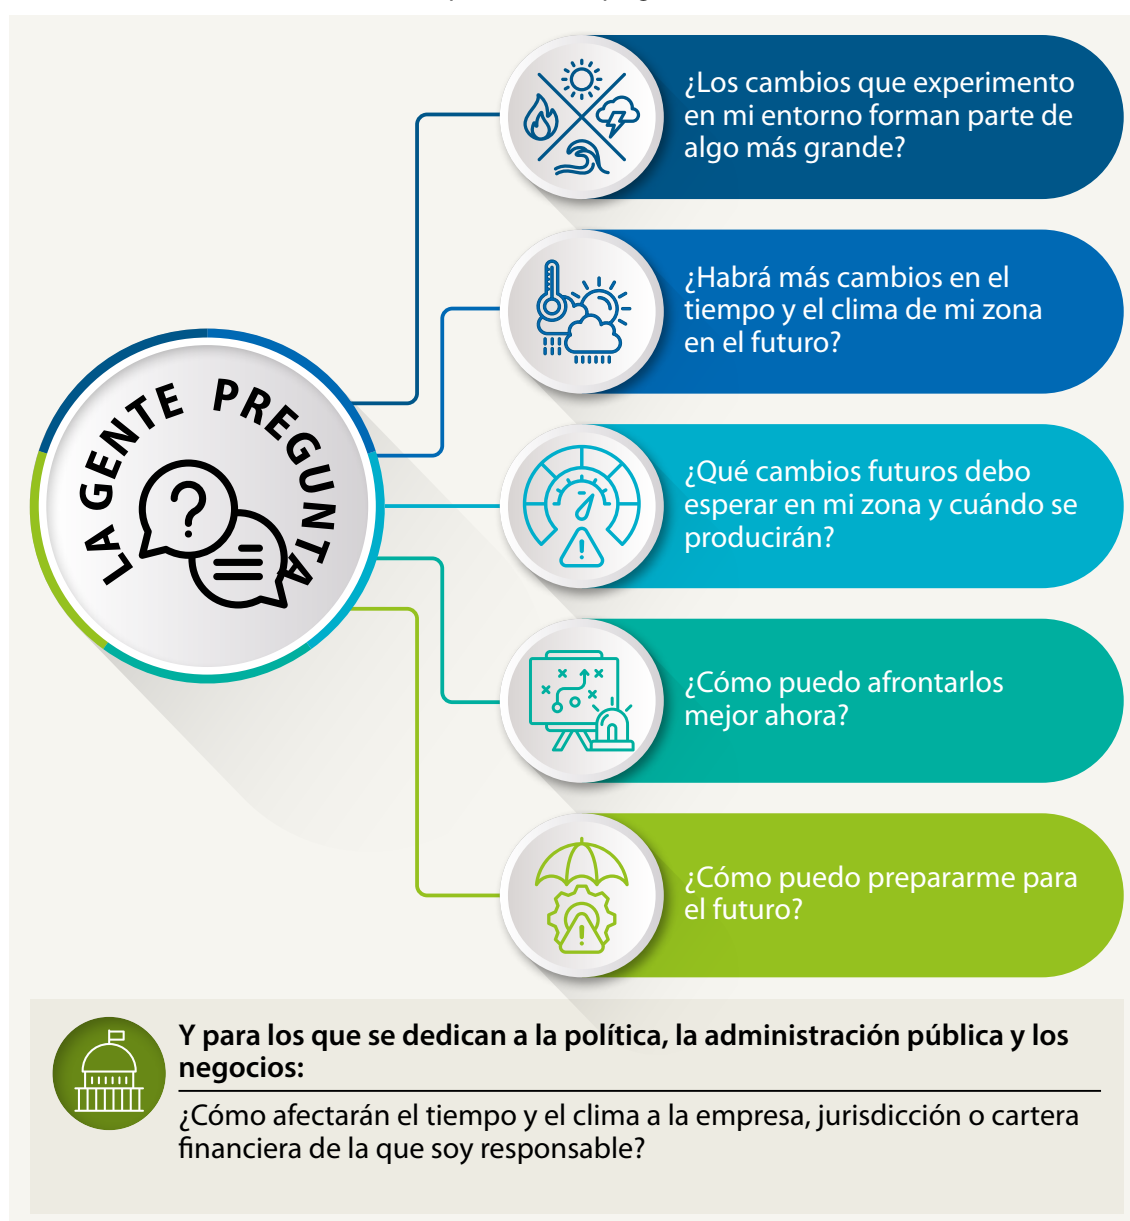 ¿Los cambios que experimento
en mi entorno forman parte de
algo más grande?
¿Habrá más cambios en el
tiempo y el clima de mi zona
en el futuro?
LA GENTE PREGUNTA
¿Qué cambios futuros debo
esperar en mi zona y cuándo se
producirán?
¿Cómo puedo afrontarlos
mejor ahora?
¿Cómo puedo prepararme para
el futuro?
Y para los que se dedican a la política, la administración pública y los
negocios:
¿Cómo afectarán el tiempo y el clima a la empresa, jurisdicción o cartera
financiera de la que soy responsable?